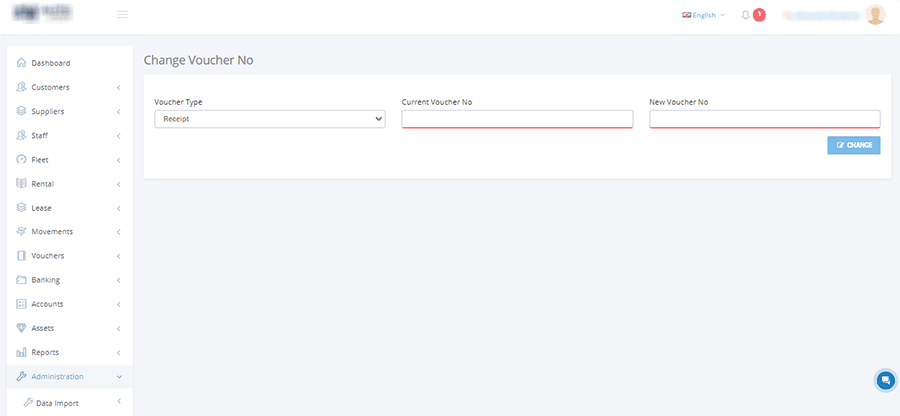 English
1
Dashboard
Change Voucher No
Customers
Suppliers
Voucher Type
Current Voucher No
New Voucher No
Receipt
Staff
CHANGE
Fleet
Rental
Lease
Movements
Vouchers
Banking
Accounts
Assets
Reports
Administration
Data Import